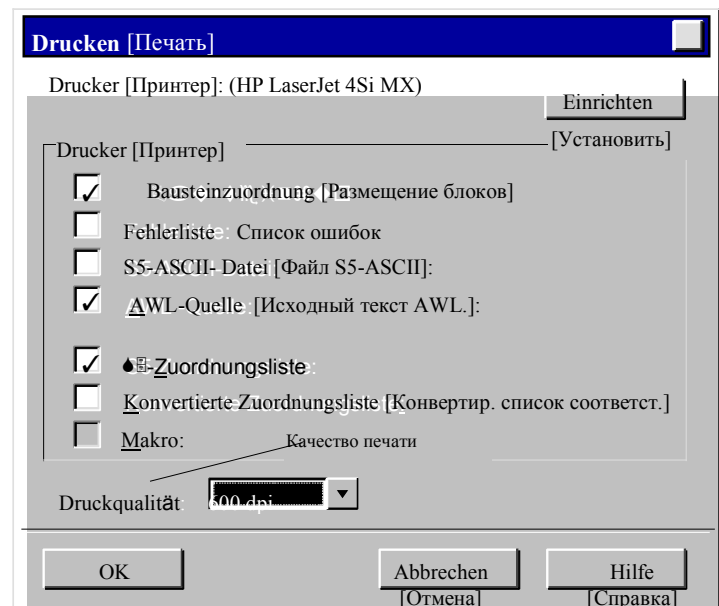 Drucken [Печать]
Drucker [Принтер]: (HP LaserJet 4Si MX)
Einrichten
[Установить]
Drucker [Принтер]
Bausteinzuordnung [Размещение блоков]
Fehlerliste: Список ошибок
S5-ASCII- Datei [Файл S5-ASCII]:
AWL-Quelle [Исходный текст AWL.]:
-Zuordnungsliste:
Konvertierte Zuordnungsliste [Конвертир. список соответст.]
Makro:
Качество печати
Druckqualität: 600 dpi
OK
Abbrechen
Hilfe
[Отмена]
[Справка]